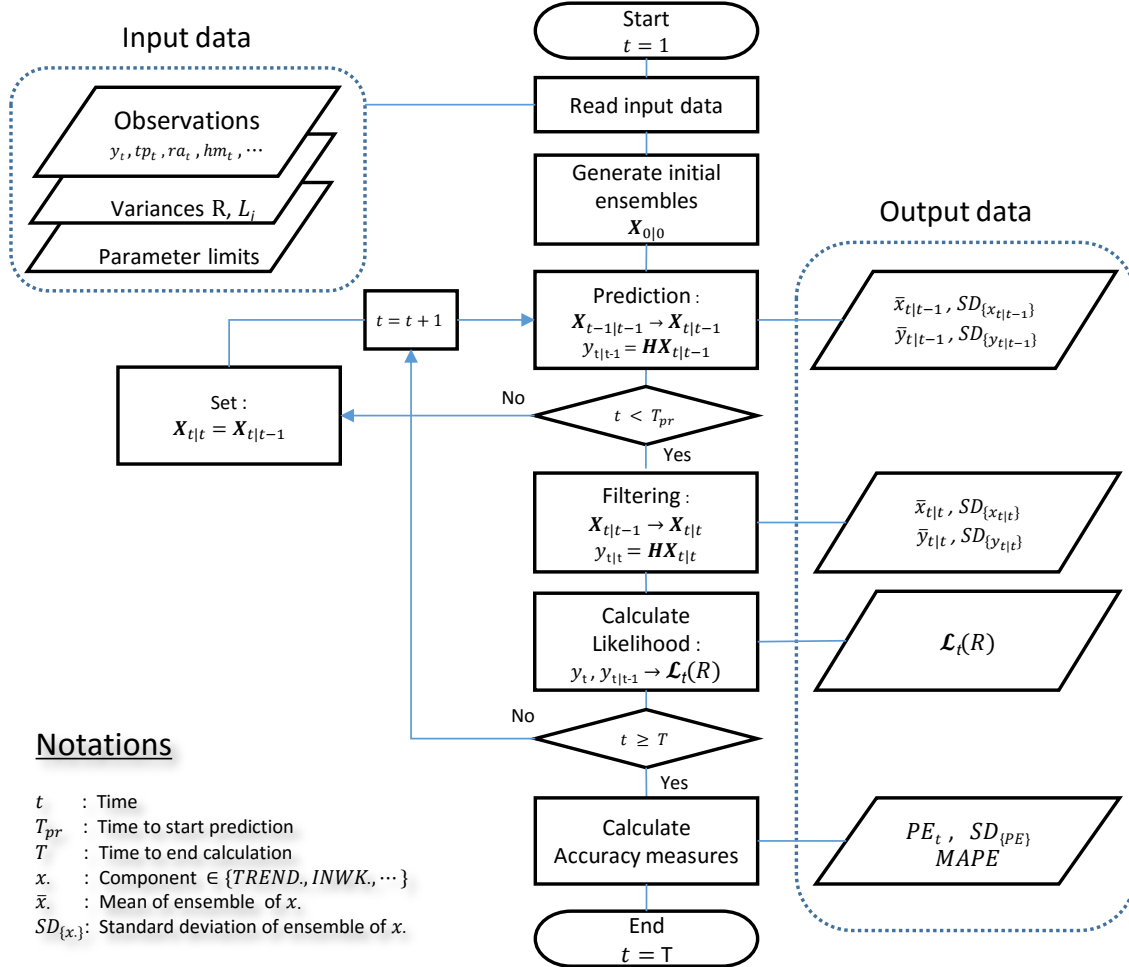 Start
t = 1
Input data
Read input data
Observations
y_t, tp_t, ra_t, hm_t, ⋯
Variances R, L_i
Parameter limits
Generate initial
ensembles
X_{0|0}
Output data
Prediction :
X_{t−1|t−1} → X_{t|t−1}
y_{t|t-1} = HX_{t|t−1}
x̄_{t|t−1}, SD_{{x_{t|t−1}}}
ȳ_{t|t−1}, SD_{{y_{t|t−1}}}
t = t + 1
No
t < T_{pr}
Yes
Set :
X_{t|t} = X_{t|t−1}
Filtering :
X_{t|t−1} → X_{t|t}
y_{t|t} = HX_{t|t}
x̄_{t|t}, SD_{{x_{t|t}}}
ȳ_{t|t}, SD_{{y_{t|t}}}
Calculate
Likelihood :
y_t, y_{t|t-1} → 𝓛_t(R)
𝓛_t(R)
No
t ≥ T
Yes
Calculate
Accuracy measures
PE_t, SD_{{PE}}
MAPE
End
t = T
Notations
t : Time
T_{pr} : Time to start prediction
T : Time to end calculation
x. : Component ∈ {TREND., INWK., ⋯}
x̄. : Mean of ensemble of x.
SD_{{x.}}: Standard deviation of ensemble of x.